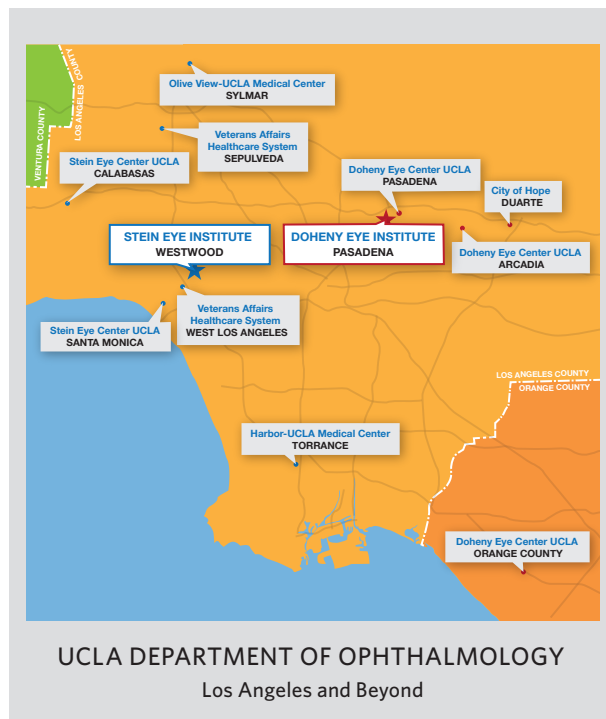 VENTURA COUNTY
LOS ANGELES COUNTY
Olive View-UCLA Medical Center
SYLMAR
Veterans Affairs
Healthcare System
SEPULVEDA
Stein Eye Center UCLA
CALABASAS
Doheny Eye Center UCLA
PASADENA
City of Hope
DUARTE
STEIN EYE INSTITUTE
WESTWOOD
DOHENY EYE INSTITUTE
PASADENA
Doheny Eye Center UCLA
ARCADIA
Veterans Affairs
Healthcare System
WEST LOS ANGELES
Stein Eye Center UCLA
SANTA MONICA
LOS ANGELES COUNTY
ORANGE COUNTY
Harbor-UCLA Medical Center
TORRANCE
Doheny Eye Center UCLA
ORANGE COUNTY
UCLA DEPARTMENT OF OPHTHALMOLOGY
Los Angeles and Beyond